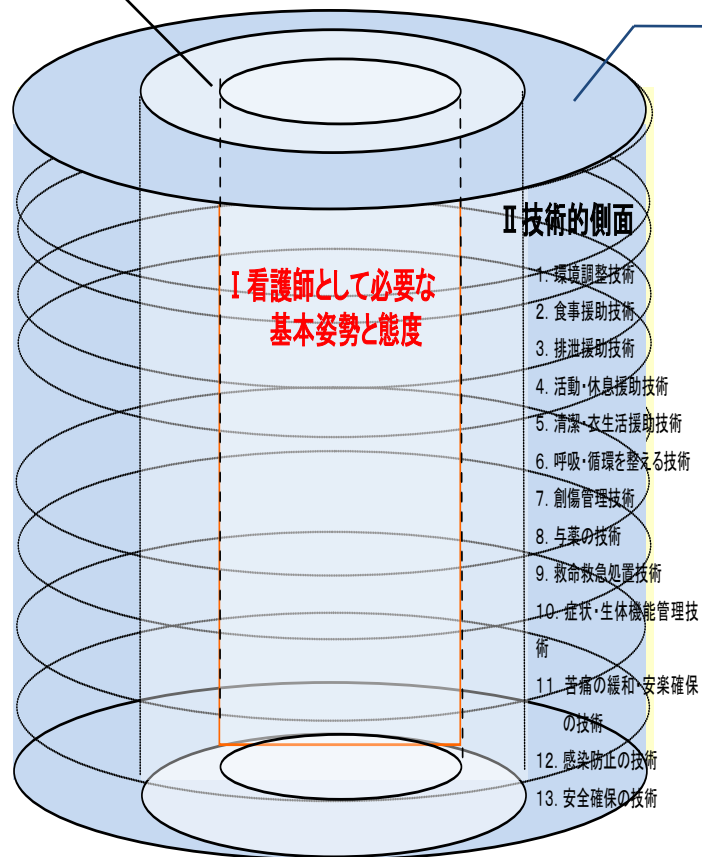 Ⅱ技術的側面
Ⅰ看護師として必要な
基本姿勢と態度
1. 環境調整技術
2. 食事援助技術
3. 排泄援助技術
4. 活動・休息援助技術
5. 清潔・衣生活援助技術
6. 呼吸・循環を整える技術
7. 創傷管理技術
8. 与薬の技術
9. 救命救急処置技術
10. 症状・生体機能管理技
術
11. 苦痛の緩和・安楽確保
の技術
12. 感染防止の技術
13. 安全確保の技術